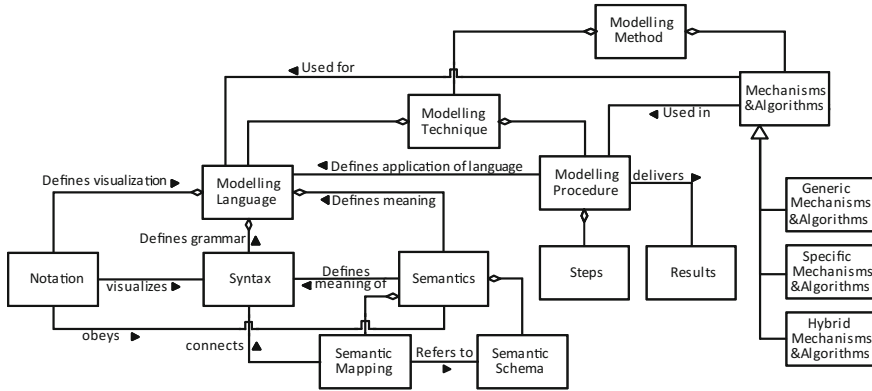 Modelling
Method
◄ Used for
Mechanisms
&Algorithms
Modelling
Technique
◄ Used in
◄ Defines application of language
Defines visualization ►
Modelling
Language
◄ Defines meaning
Modelling
Procedure
delivers ►
Generic
Mechanisms
&Algorithms
Defines grammar ▲
Notation
visualizes ►
Syntax
Defines
◄ meaning of
Semantics
Steps
Results
Specific
Mechanisms
&Algorithms
obeys ►
connects ▲
Semantic
Mapping
Refers to ►
Semantic
Schema
Hybrid
Mechanisms
&Algorithms